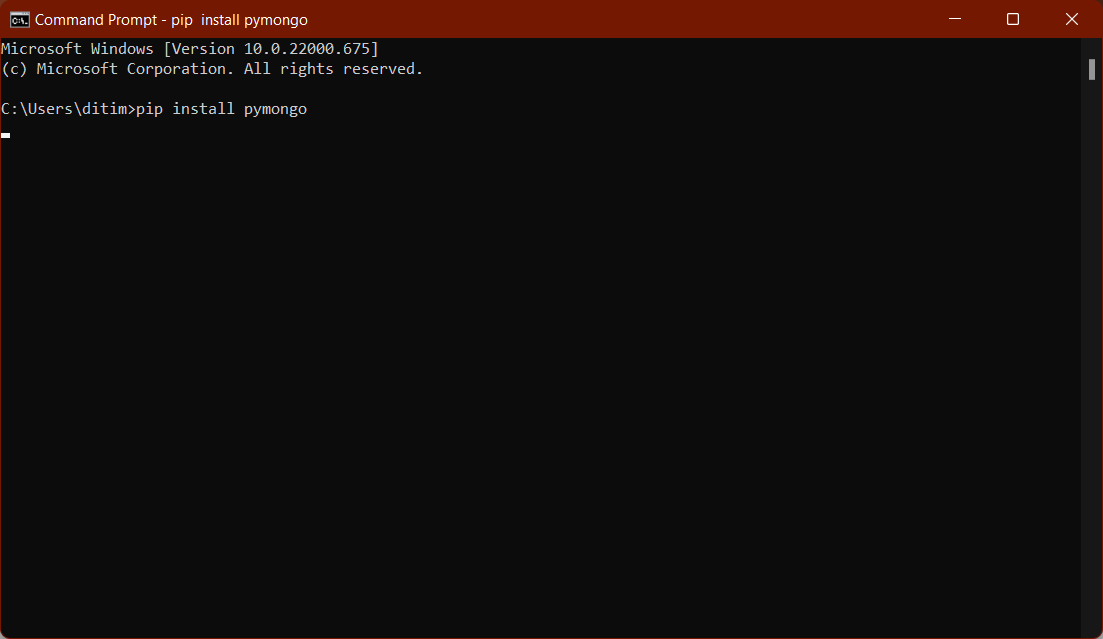 Command Prompt - pip  install pymongo
Microsoft Windows [Version 10.0.22000.675]
(c) Microsoft Corporation. All rights reserved.
C:\Users\ditim>pip install pymongo